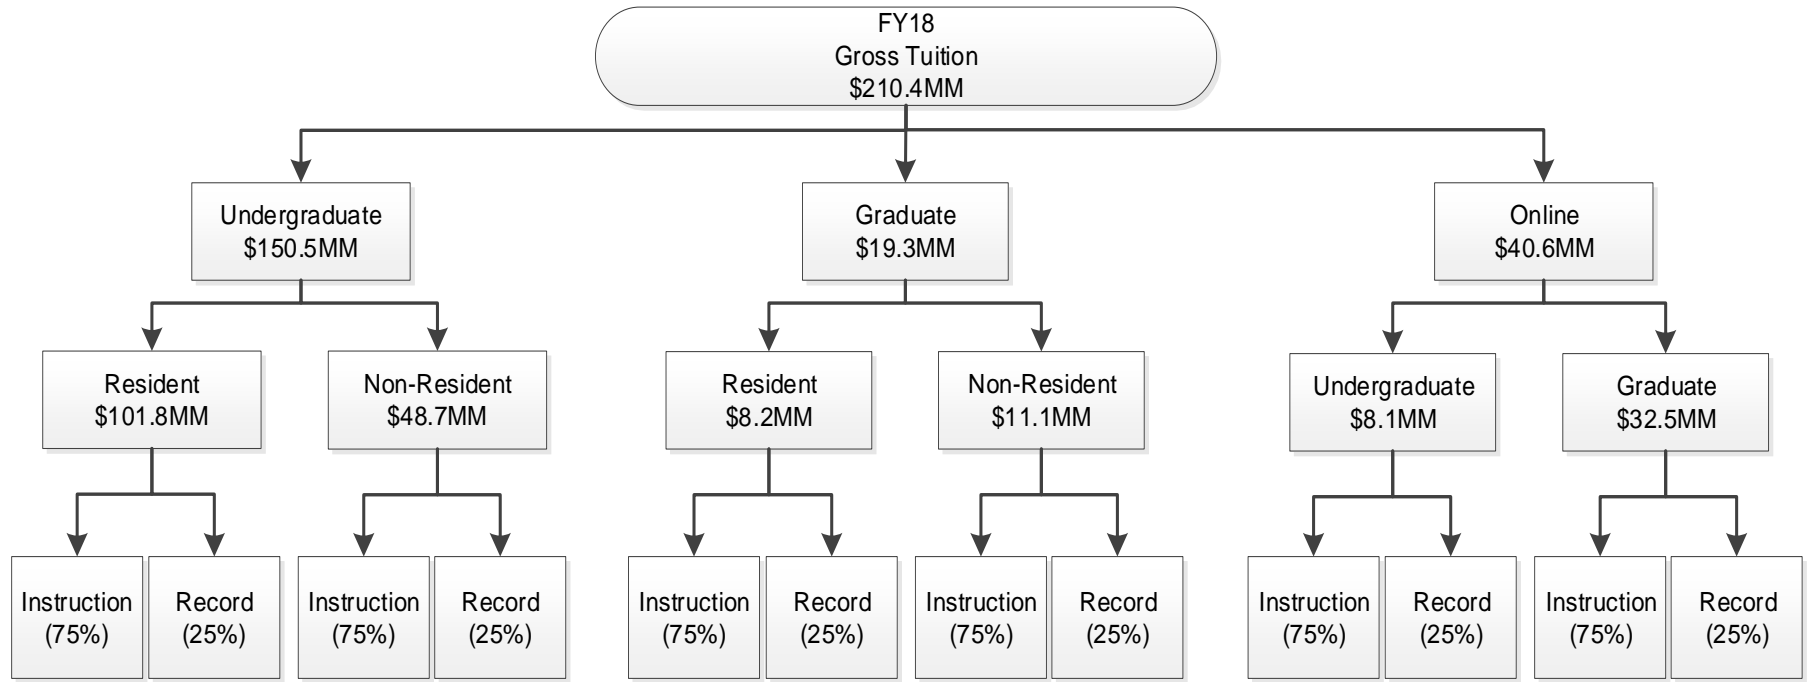 FY18
Gross Tuition
$210.4MM
Undergraduate
$150.5MM
Graduate
$19.3MM
Online
$40.6MM
Resident
$101.8MM
Non-Resident
$48.7MM
Resident
$8.2MM
Non-Resident
$11.1MM
Undergraduate
$8.1MM
Graduate
$32.5MM
Instruction
(75%)
Record
(25%)
Instruction
(75%)
Record
(25%)
Instruction
(75%)
Record
(25%)
Instruction
(75%)
Record
(25%)
Instruction
(75%)
Record
(25%)
Instruction
(75%)
Record
(25%)